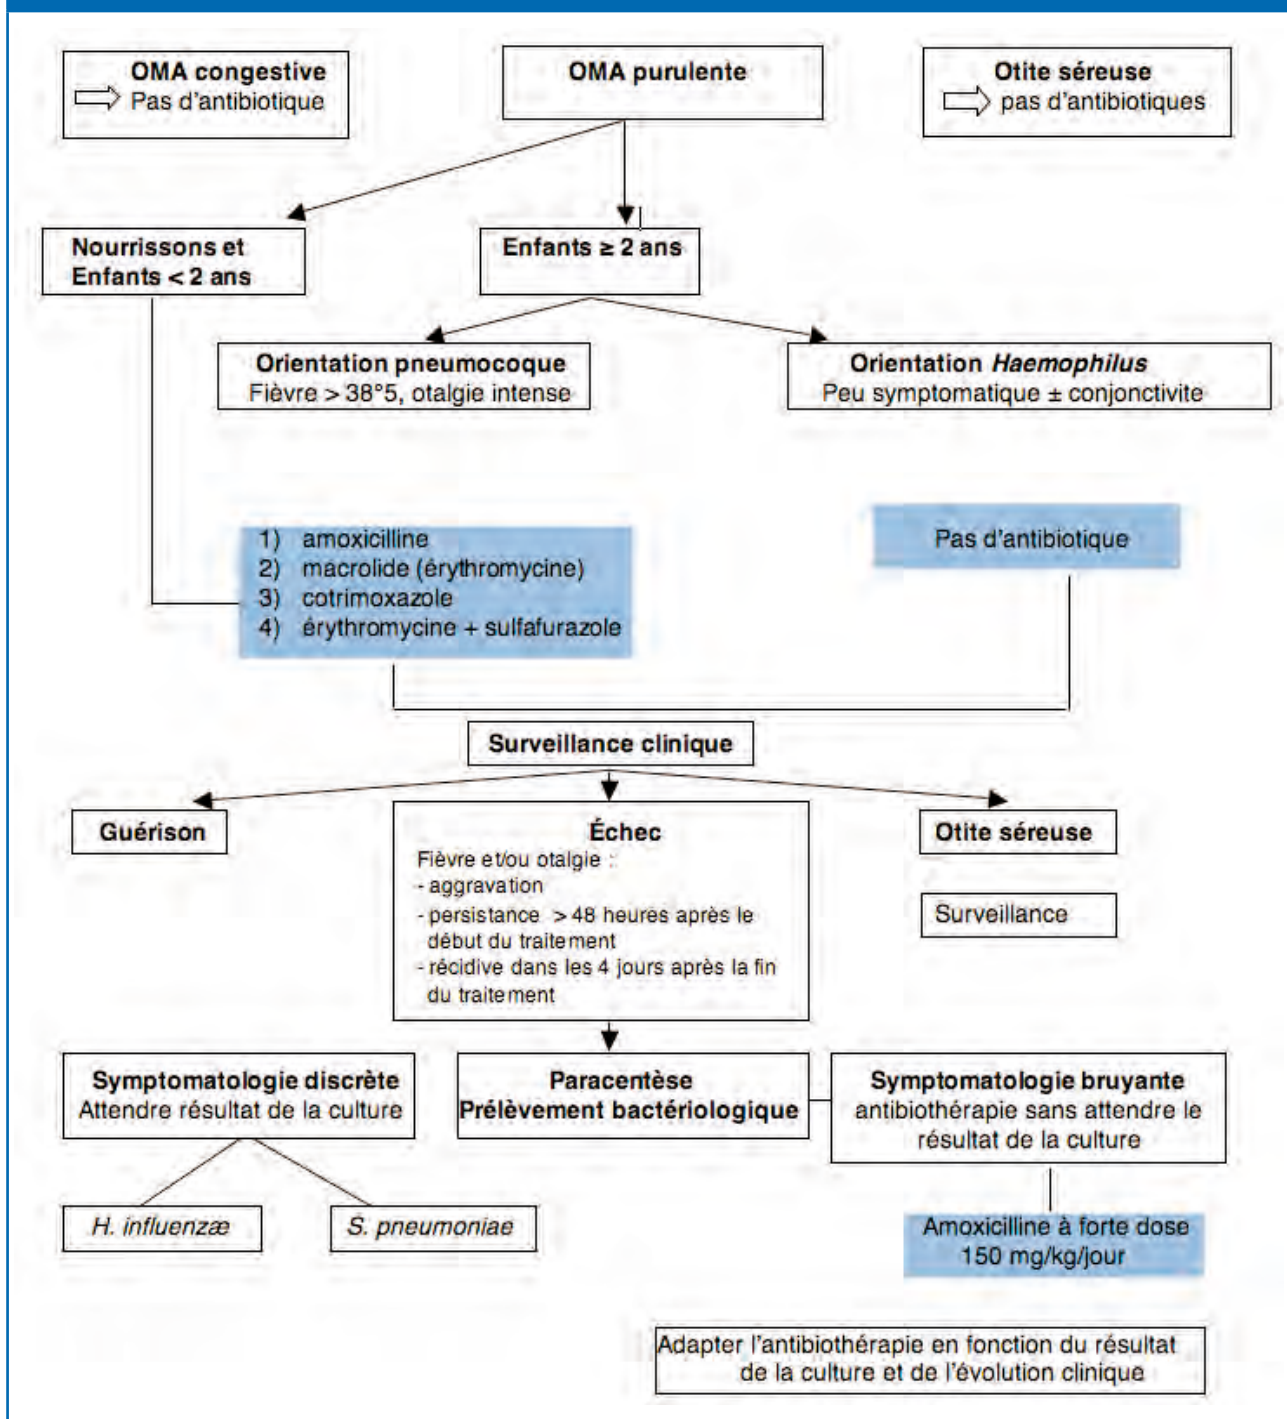 OMA congestive
Pas d'antibiotique
OMA purulente
Otite séreuse
pas d'antibiotiques
Nourrissons et
Enfants < 2 ans
Enfants ≥ 2 ans
Orientation pneumocoque
Fièvre > 38°5, otalgie intense
Orientation Haemophilus
Peu symptomatique ± conjonctivite
1) amoxicilline
2) macrolide (érythromycine)
3) cotrimoxazole
4) érythromycine + sulfafurazole
Pas d'antibiotique
Surveillance clinique
Guérison
Échec
Fièvre et/ou otalgie :
- aggravation
- persistance > 48 heures après le
début du traitement
- récidive dans les 4 jours après la fin
du traitement
Otite séreuse
Surveillance
Symptomatologie discrète
Attendre résultat de la culture
Paracentèse
Prélèvement bactériologique
Symptomatologie bruyante
antibiothérapie sans attendre le
résultat de la culture
H. influenzæ
S. pneumoniae
Amoxicilline à forte dose
150 mg/kg/jour
Adapter l'antibiothérapie en fonction du résultat
de la culture et de l'évolution clinique